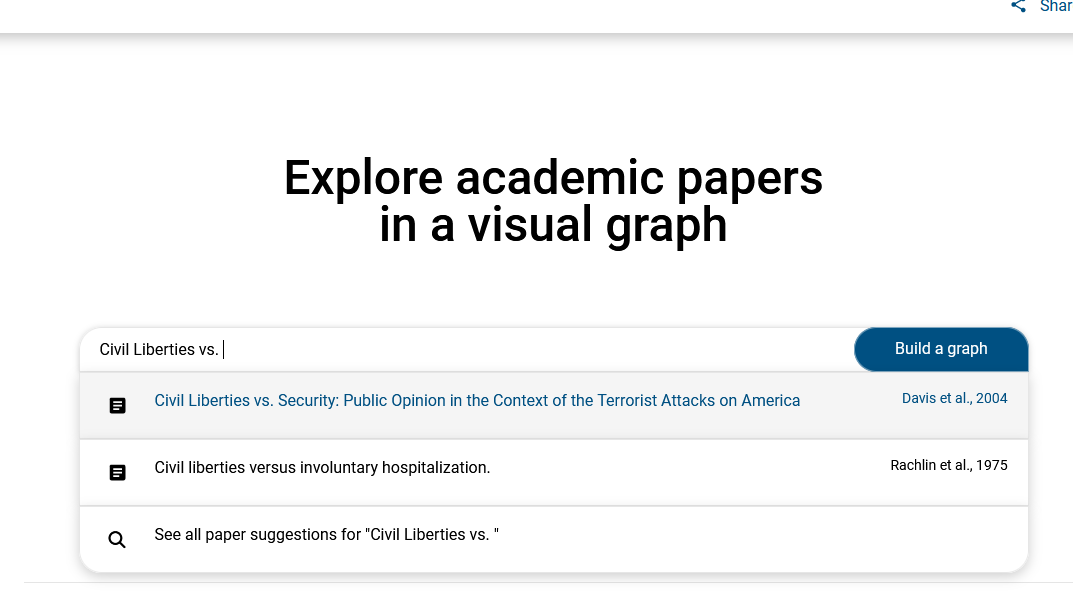 Shar
Explore academic papers
in a visual graph
Civil Liberties vs.
Build a graph
Civil Liberties vs. Security: Public Opinion in the Context of the Terrorist Attacks on America
Davis et al., 2004
Civil liberties versus involuntary hospitalization.
Rachlin et al., 1975
See all paper suggestions for "Civil Liberties vs. "